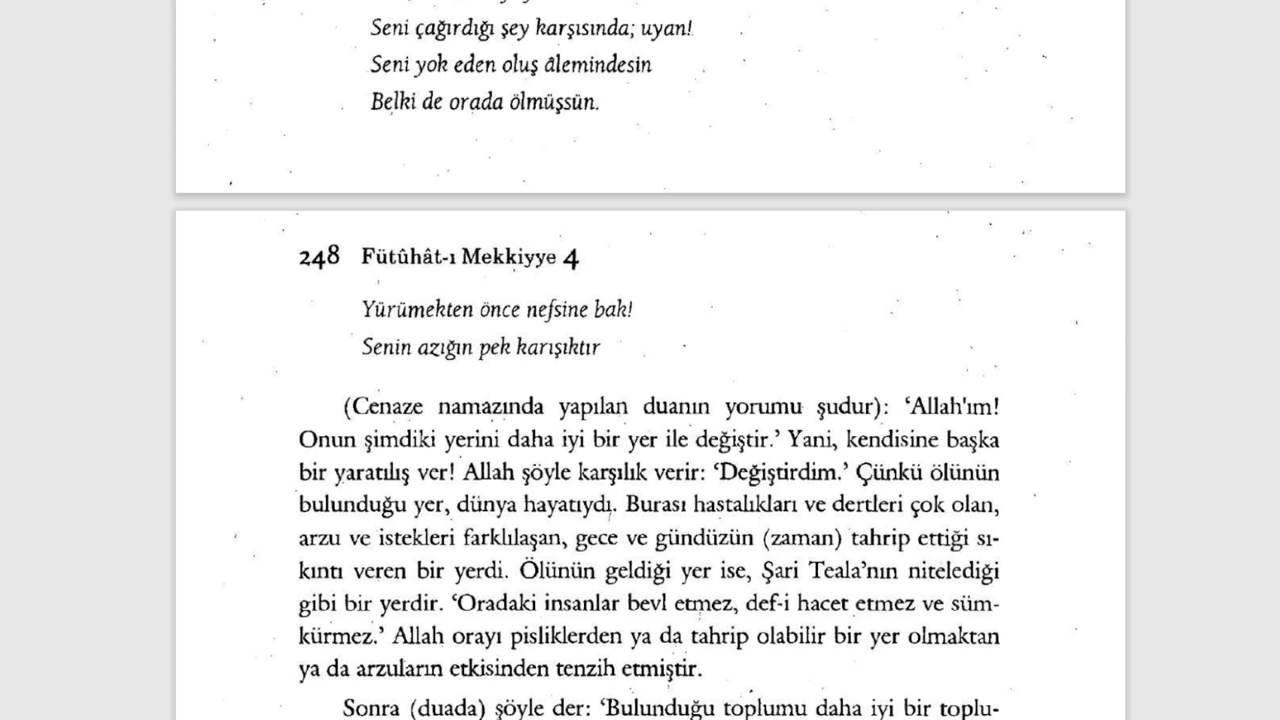 Seni çağırdığı şey karşısında; uyan!
Seni yok eden oluş âlemindesin
Belki de orada ölmüşsün.
248 Fütûhât-ı Mekkiyye 4
Yürümekten önce nefsine bak!
Senin azığın pek karışıktır
(Cenaze namazında yapılan duanın yorumu şudur): ‘Allah'ım!
Onun şimdiki yerini daha iyi bir yer ile değiştir.’ Yani, kendisine başka
bir yaratılış ver! Allah şöyle karşılık verir: ‘Değiştirdim.’ Çünkü ölünün
bulunduğu yer, dünya hayatıydı. Burası hastalıkları ve dertleri çok olan,
arzu ve istekleri farklılaşan, gece ve gündüzün (zaman) tahrip ettiği sı-
kıntı veren bir yerdi. Ölünün geldiği yer ise, Şari Teala’nın nitelediği
gibi bir yerdir. ‘Oradaki insanlar bevl etmez, def-i hacet etmez ve süm-
kürmez.’ Allah orayı pisliklerden ya da tahrip olabilir bir yer olmaktan
ya da arzuların etkisinden tenzih etmiştir.
Sonra (duada) şöyle der: ‘Bulunduğu toplumu daha iyi bir toplu-